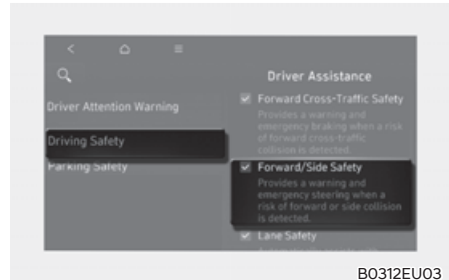 Driver Assistance
Driver Attention Warning
Driving Safety
Parking Safety
Forward Cross-Traffic Safety
Provides a warning and
emergency braking when a risk
of forward cross-traffic
collision is detected.
Forward/Side Safety
Provides a warning and
emergency steering when a
risk of forward or side collision
is detected.
Lane Safety
B0312EU03